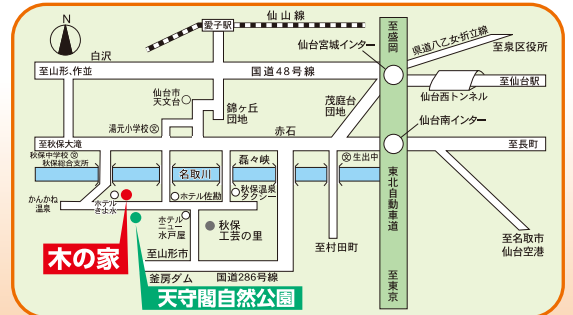 N
愛子駅
仙山線
至盛岡
県道八乙女・折立線
至泉区役所
白沢
仙台宮城インター
至山形、作並
国道48号線
至仙台駅
仙台西トンネル
仙台市
天文台
錦ヶ丘
団地
茂庭台
団地
湯元小学校文
赤石
仙台南インター
至秋保大滝
至長町
秋保中学校文
秋保総合支所
磊々峡
文生出中
名取川
東北自動車道
かんかね
温泉
ホテル
きよ水
ホテル佐勘
秋保温泉
タクシー
ホテル
ニュー
水戸屋
秋保
工芸の里
至名取市
仙台空港
木の家
至山形市
至村田町
釜房ダム
国道286号線
至東京
天守閣自然公園